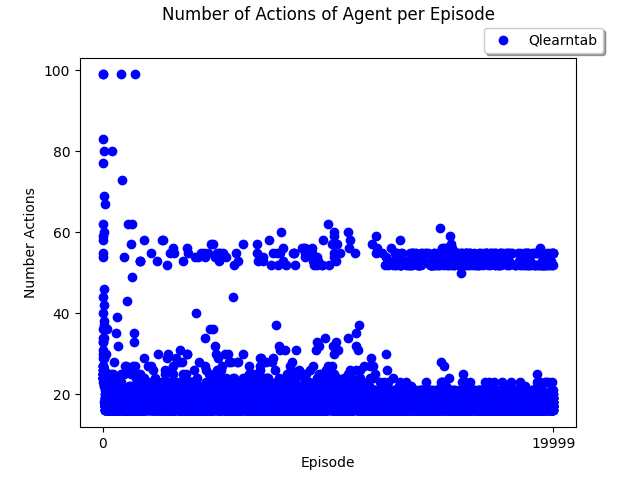 Number of Actions of Agent per Episode
Qlearntab
100
80
60
40
20
Number Actions
0
19999
Episode